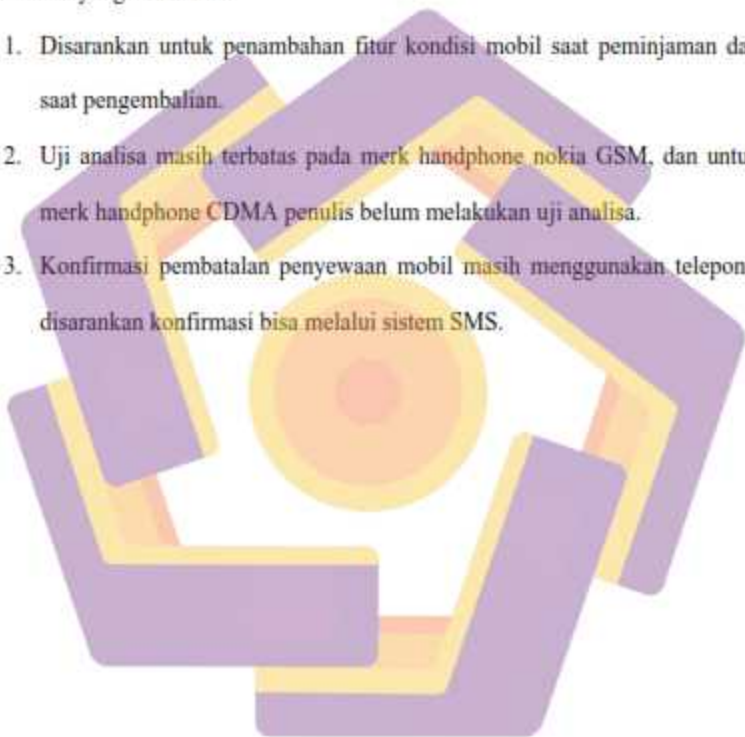 1. Disarankan untuk penambahan fitur kondisi mobil saat peminjaman da
saat pengembalian.
2. Uji analisa masih terbatas pada merk handphone nokia GSM, dan untu
merk handphone CDMA penulis belum melakukan uji analisa.
3. Konfirmasi pembatalan penyewaan mobil masih menggunakan telepon
disarankan konfirmasi bisa melalui sistem SMS.